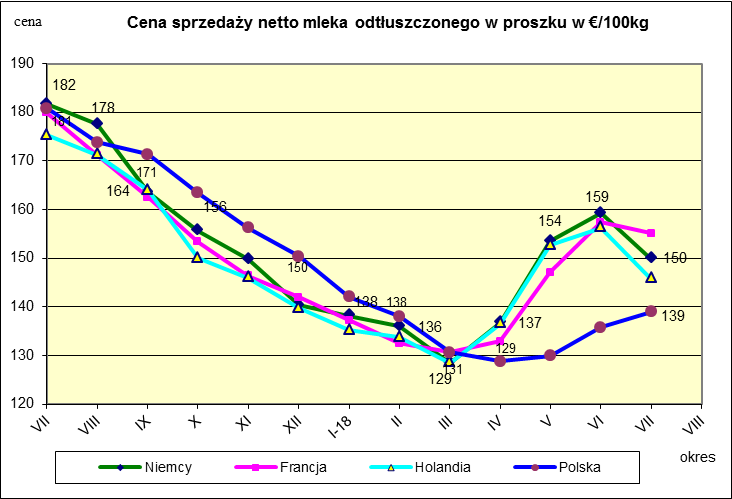 cena
Cena sprzedaży netto mleka odtłuszczonego w proszku w €/100kg
190
180
170
160
150
140
130
120
182
181
178
171
164
156
150
138
138
136
129
131
129
137
154
159
150
139
VII
VIII
IX
X
XI
XII
I-18
II
III
IV
V
VI
VII
VIII
okres
Niemcy Francja Holandia Polska